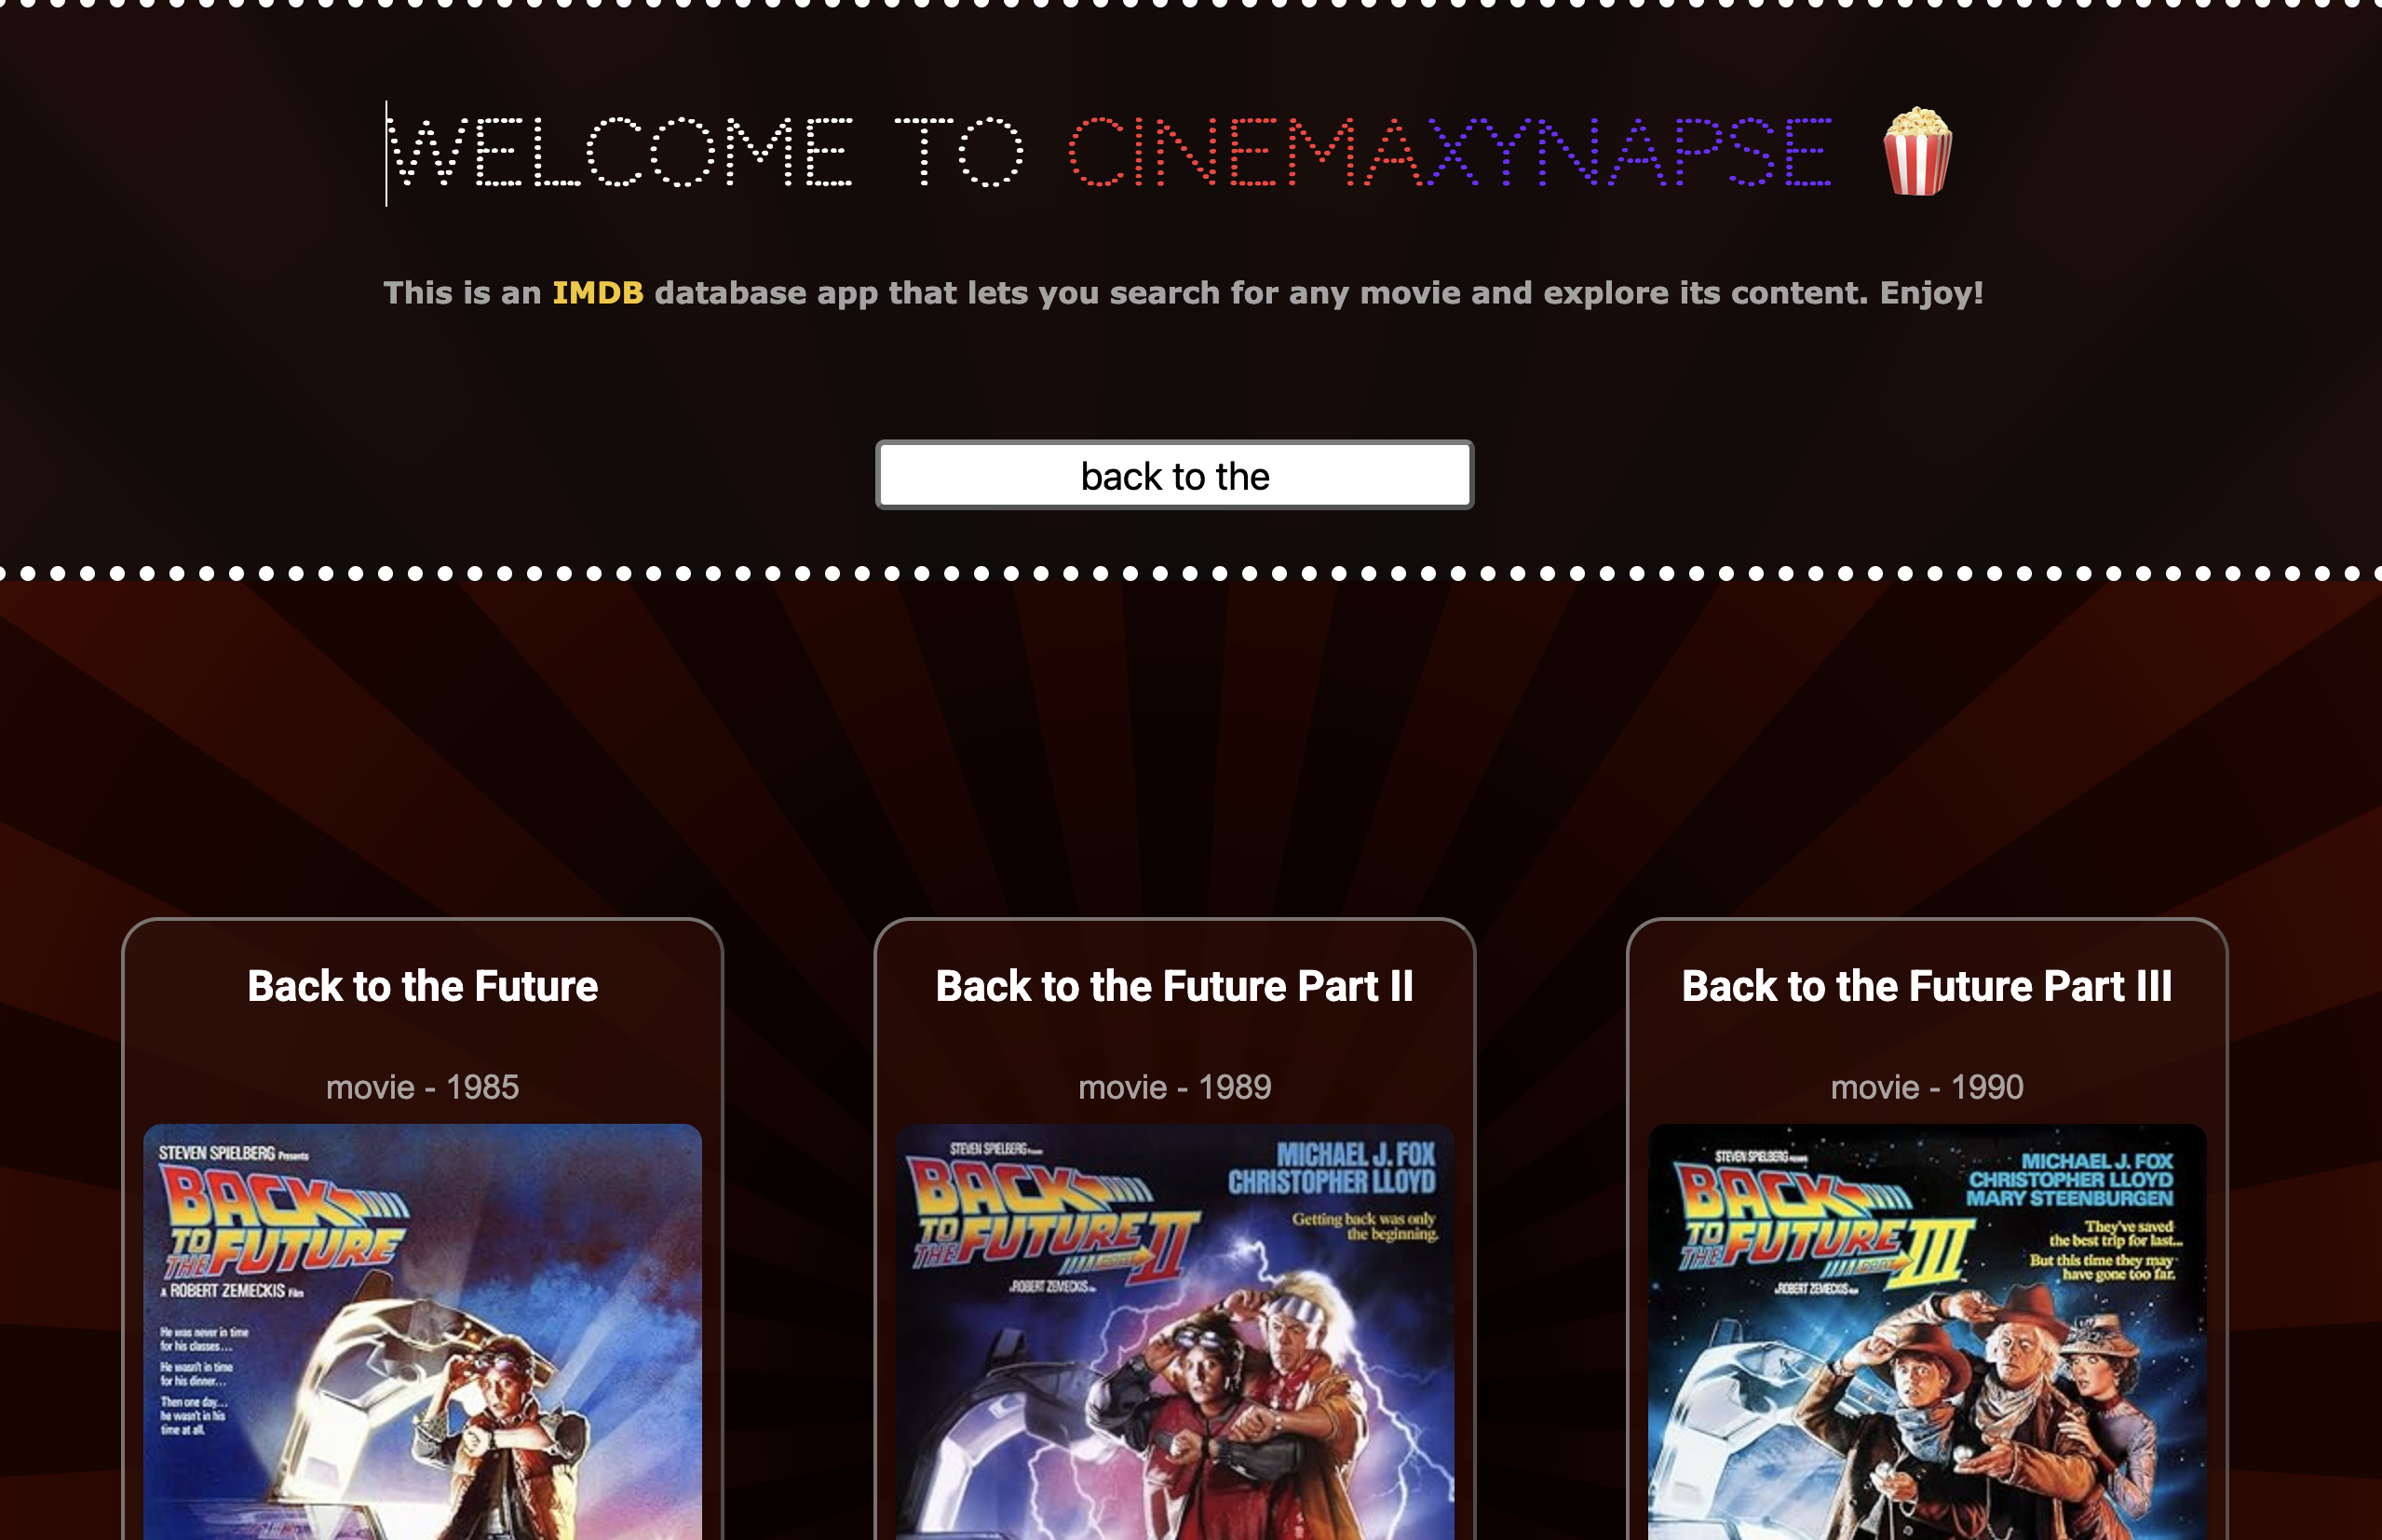 WELCOME TO CINEMAXYNAPSE
This is an IMDB database app that lets you search for any movie and explore its content. Enjoy!
back to the
Back to the Future
movie - 1985
STEVEN SPIELBERG Presents
BACK
TO THE FUTURE
A ROBERT ZEMECKIS Film
He was never in time
for his classes...
He wasn't in time
for his dinner...
Then one day...
he wasn't in his
time at all.
Back to the Future Part II
movie - 1989
STEVEN SPIELBERG
MICHAEL J. FOX
CHRISTOPHER LLOYD
BACK
TO THE FUTURE
PART II
Getting back was only
the beginning.
ROBERT ZEMECKIS
Back to the Future Part III
movie - 1990
STEVEN SPIELBERG
MICHAEL J. FOX
CHRISTOPHER LLOYD
MARY STEENBURGEN
BACK
TO THE FUTURE
PART III
They've saved
the best trip for last...
But this time they may
have gone too far.
ROBERT ZEMECKIS